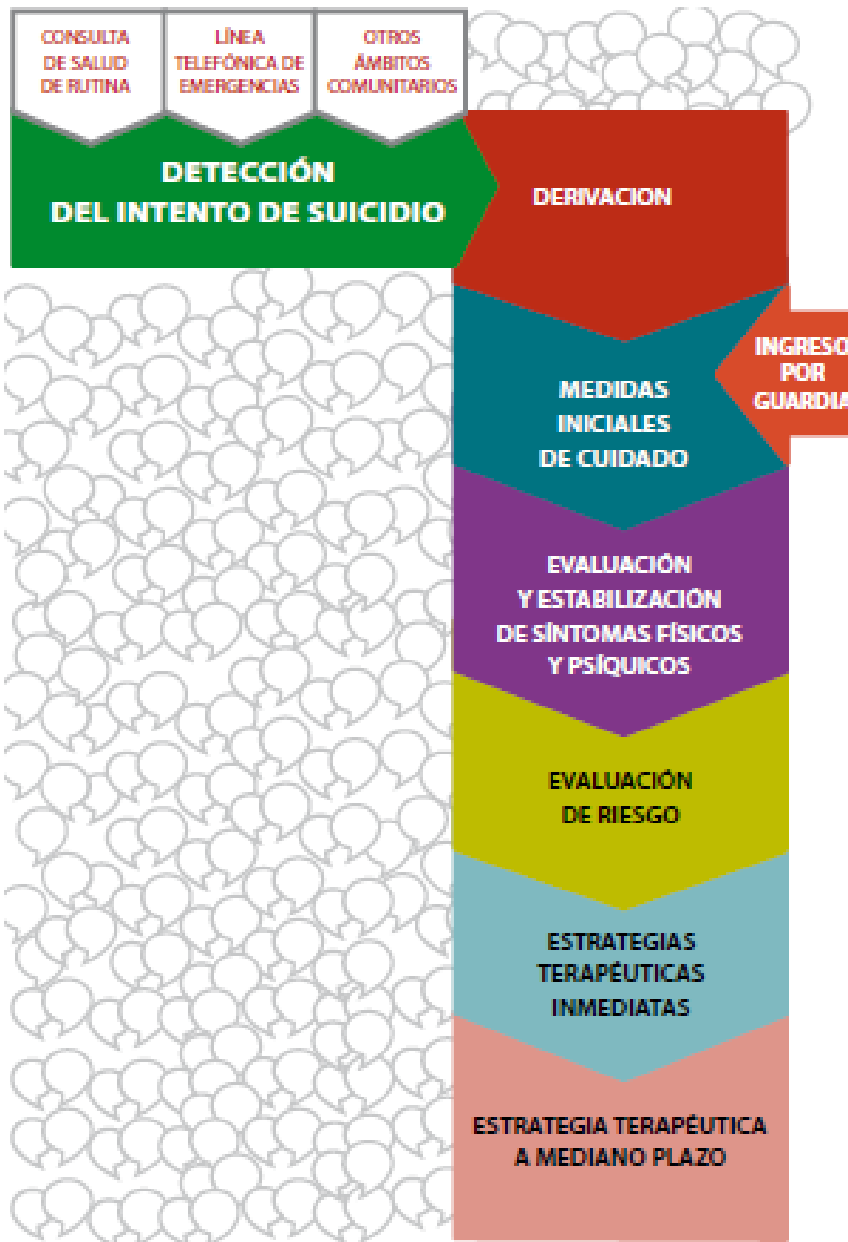 CONSULTA
DE SALUD
DE RUTINA
LÍNEA
TELEFÓNICA DE
EMERGENCIAS
OTROS
ÁMBITOS
COMUNITARIOS
DETECCIÓN
DEL INTENTO DE SUICIDIO
DERIVACION
INGRESO
POR
GUARDIA
MEDIDAS
INICIALES
DE CUIDADO
EVALUACIÓN
Y ESTABILIZACIÓN
DE SÍNTOMAS FÍSICOS
Y PSÍQUICOS
EVALUACIÓN
DE RIESGO
ESTRATEGIAS
TERAPÉUTICAS
INMEDIATAS
ESTRATEGIA TERAPÉUTICA
A MEDIANO PLAZO